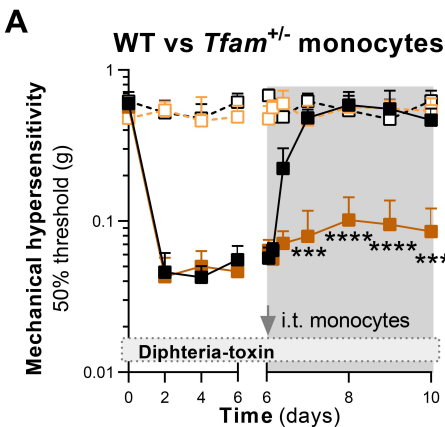 A
WT vs Tfam+/- monocytes
Mechanical hypersensitivity
50% threshold (g)
1
0.1
0.01
***
****
****
***
i.t. monocytes
Diphteria-toxin
0 2 4 6 6 8 10
Time (days)